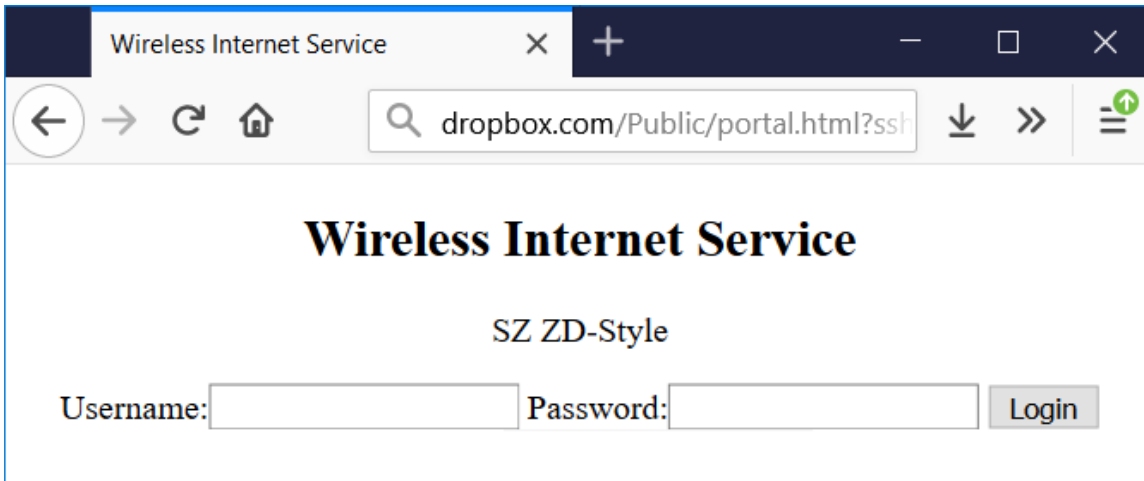 Wireless Internet Service
dropbox.com/Public/portal.html?ssh
Wireless Internet Service
SZ ZD-Style
Username: Password: Login